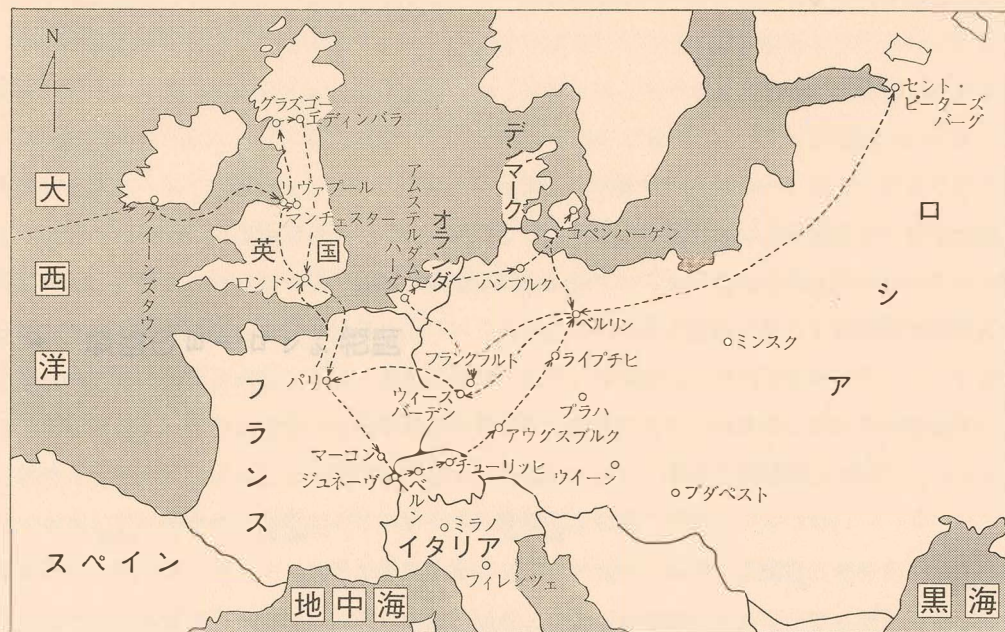 N
グラズゴー
エディンバラ
リヴァプール
マンチェスター
クイーンズタウン
英国
ロンドン
大西洋
アムステルダム
ハーグ
オランダ
デンマーク
コペンハーゲン
ハンブルク
セント・
ピーターズ
バーグ
ロシア
ベルリン
ミンスク
ライプチヒ
フランクフルト
ウィース
バーデン
プラハ
アウグスブルク
パリ
フランス
マーコン
ジュネーヴ
ベルン
チューリッヒ
ウイーン
ブダペスト
ミラノ
イタリア
フィレンツェ
スペイン
地中海
黒海